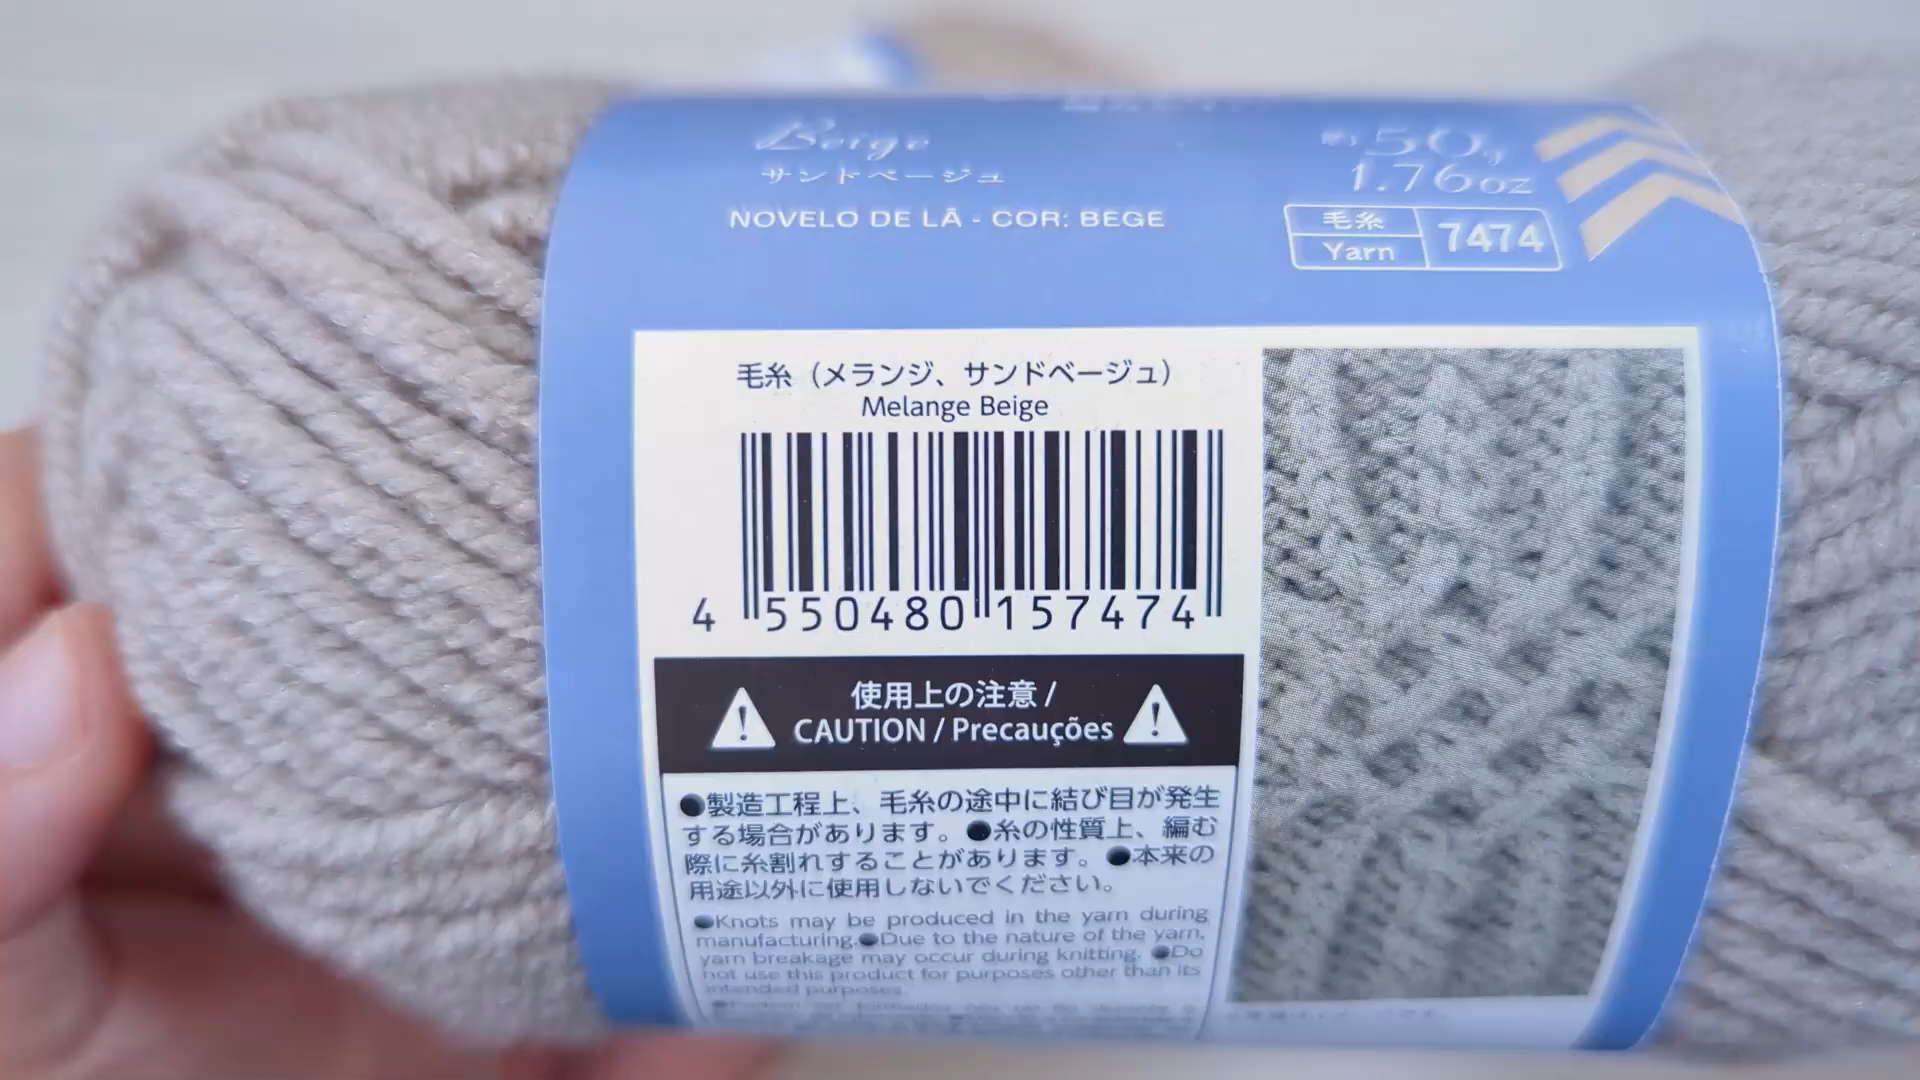 Beige
サンドベージュ
NOVELO DE LÃ - COR: BEGE
約50g
1.76oz
毛糸
Yarn
7474
毛糸（メランジ、サンドベージュ）
Melange Beige
4 550480 157474
使用上の注意 /
CAUTION / Precauções
●製造工程上、毛糸の途中に結び目が発生
する場合があります。●糸の性質上、編む
際に糸割れすることがあります。●本来の
用途以外に使用しないでください。
●Knots may be produced in the yarn during
manufacturing.●Due to the nature of the yarn,
yarn breakage may occur during knitting. ●Do
not use this product for purposes other than its
intended purposes.